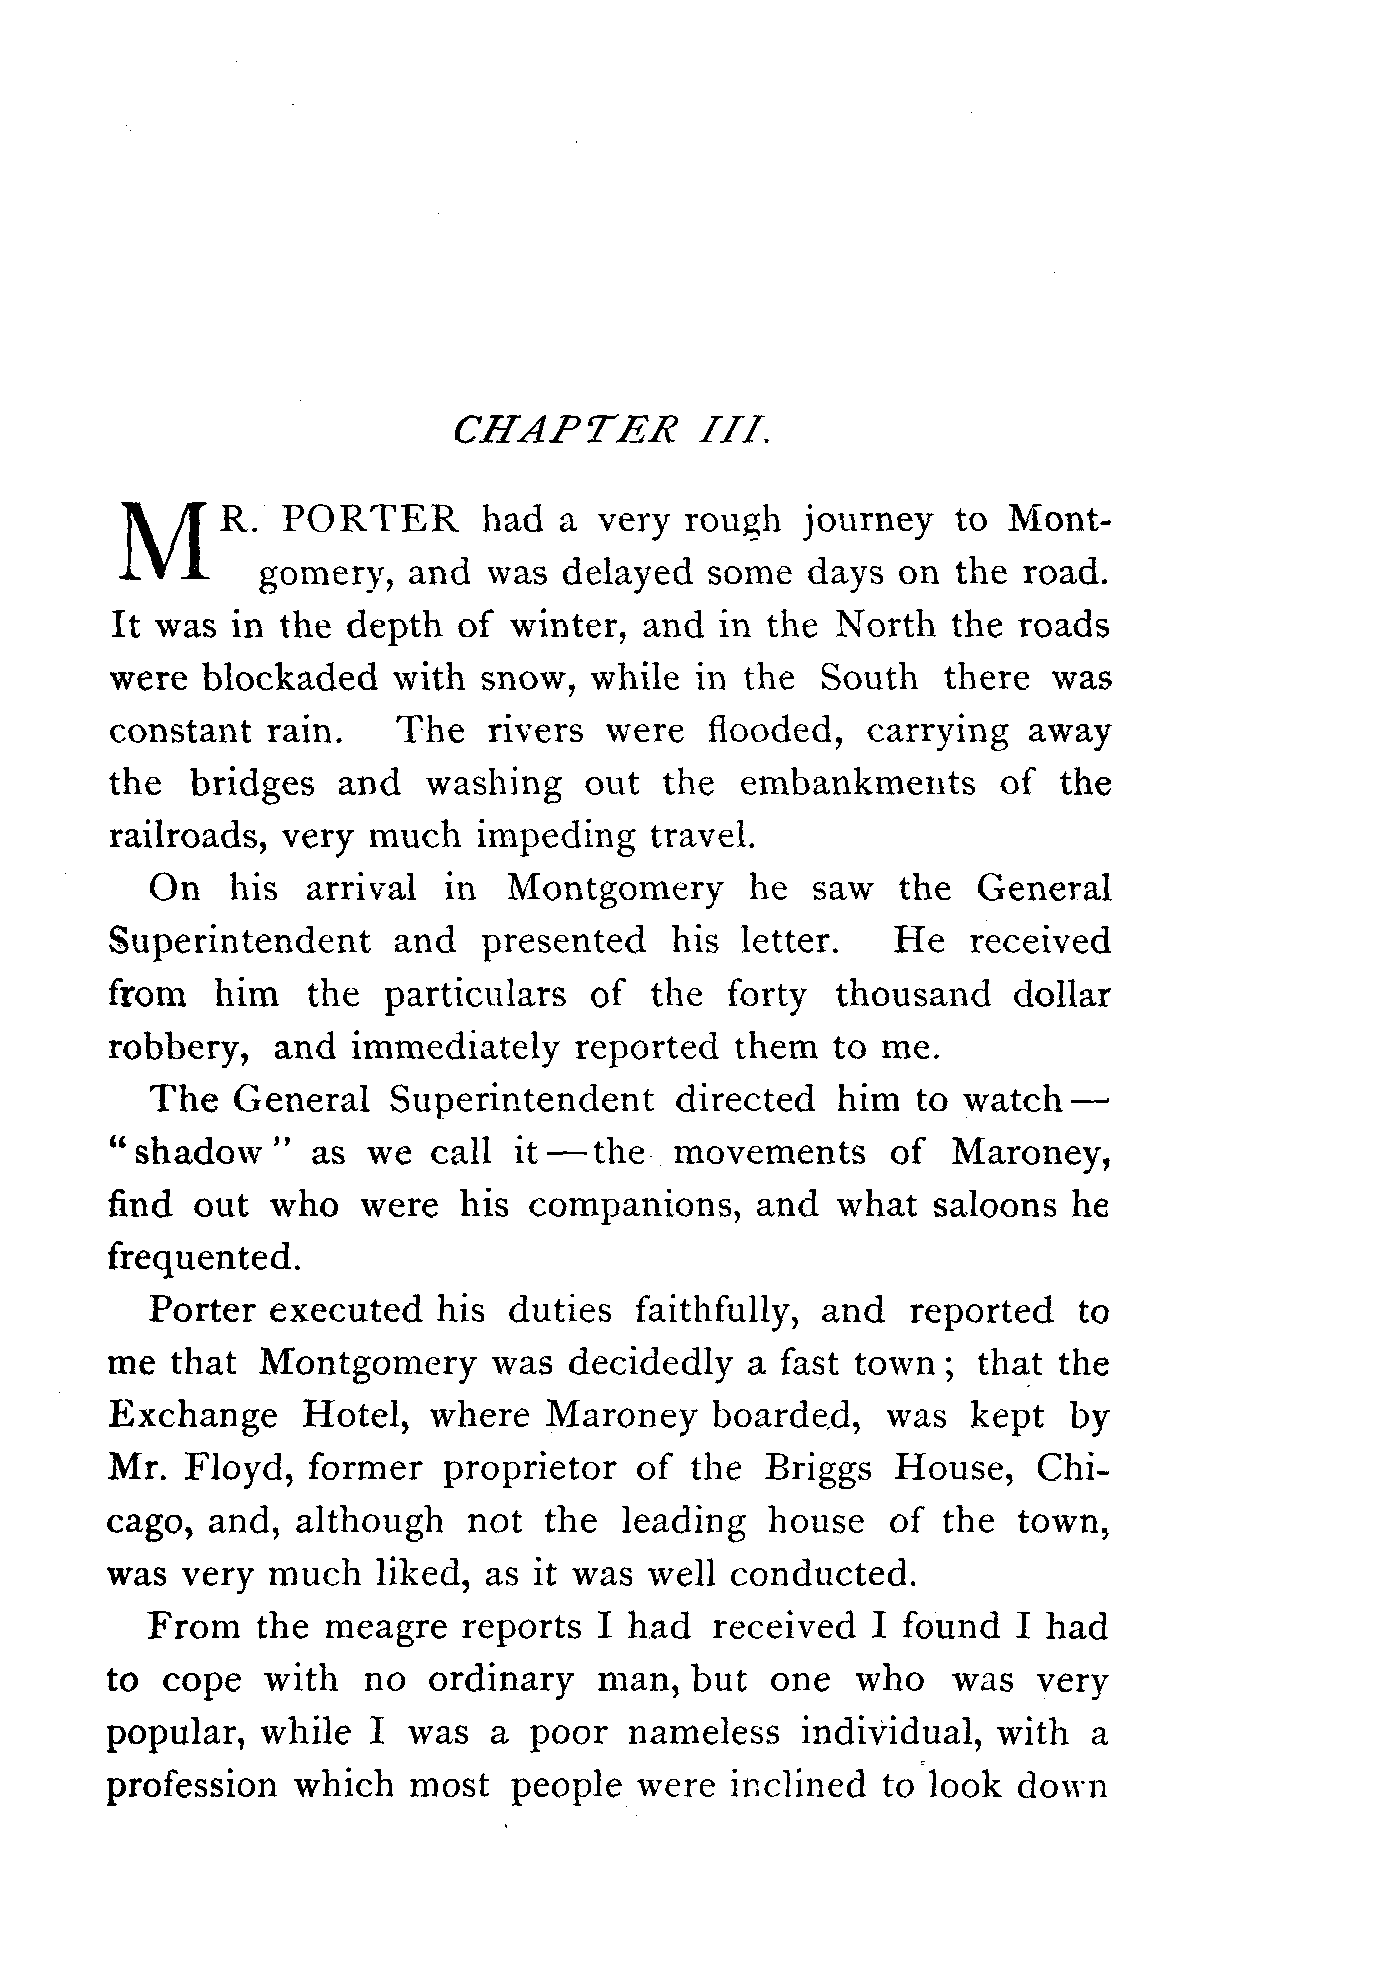 CHAPTER III.
MR. PORTER had a very rough journey to Mont-
gomery, and was delayed some days on the road.
It was in the depth of winter, and in the North the roads
were blockaded with snow, while in the South there was
constant rain. The rivers were flooded, carrying away
the bridges and washing out the embankments of the
railroads, very much impeding travel.
On his arrival in Montgomery he saw the General
Superintendent and presented his letter. He received
from him the particulars of the forty thousand dollar
robbery, and immediately reported them to me.
The General Superintendent directed him to watch—
“shadow” as we call it—the movements of Maroney,
find out who were his companions, and what saloons he
frequented.
Porter executed his duties faithfully, and reported to
me that Montgomery was decidedly a fast town; that the
Exchange Hotel, where Maroney boarded, was kept by
Mr. Floyd, former proprietor of the Briggs House, Chi-
cago, and, although not the leading house of the town,
was very much liked, as it was well conducted.
From the meagre reports I had received I found I had
to cope with no ordinary man, but one who was very
popular, while I was a poor nameless individual, with a
profession which most people were inclined to look down